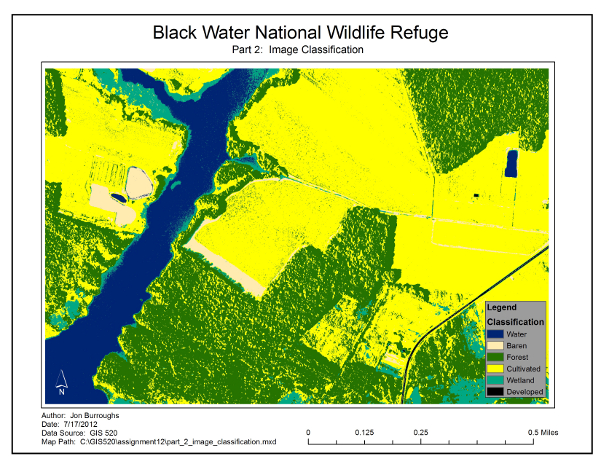 Black Water National Wildlife Refuge
Part 2: Image Classification
Legend
Classification
Water
Baren
Forest
Cultivated
Wetland
Developed
N
Author: Jon Burroughs
Date: 7/17/2012
Data Source: GIS 520
Map Path: C:\GIS520\assignment12\part_2_image_classification.mxd
0 0.125 0.25 0.5 Miles